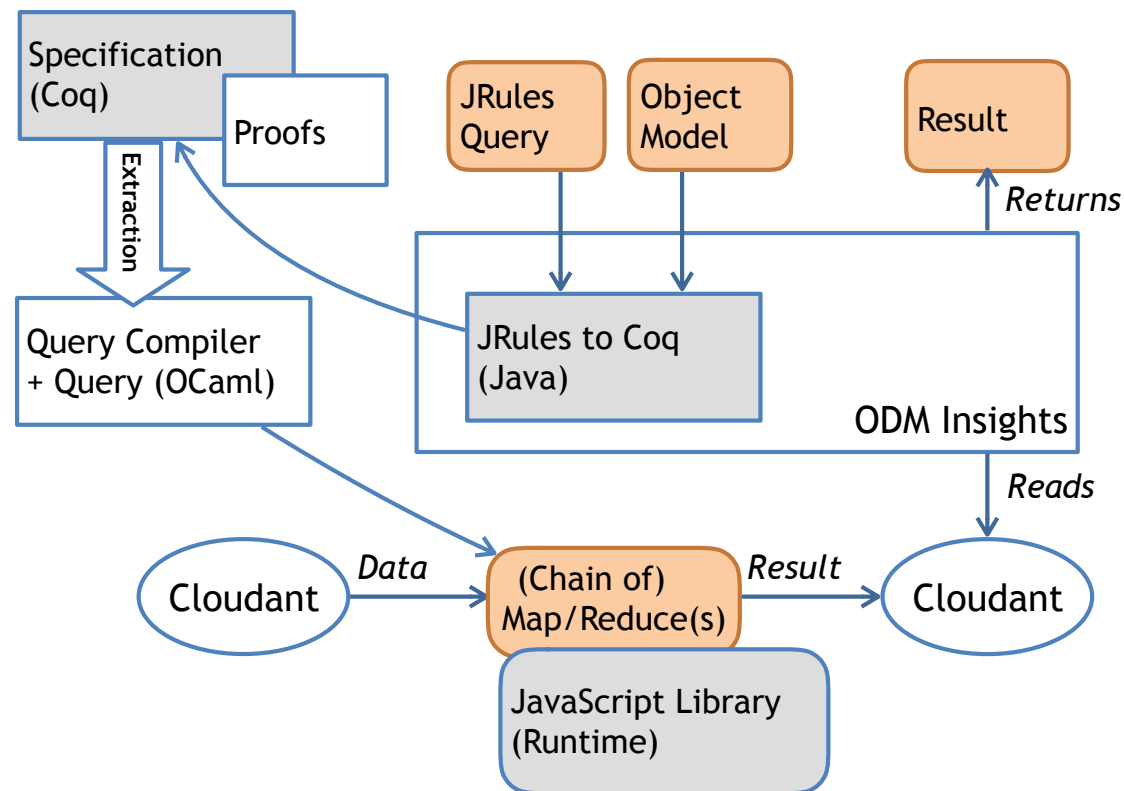 Specification
(Coq)
Proofs
JRules
Query
Object
Model
Result
Extraction
Returns
JRules to Coq
(Java)
Query Compiler
+ Query (OCaml)
ODM Insights
Reads
Cloudant
Data
(Chain of)
Map/Reduce(s)
Result
Cloudant
JavaScript Library
(Runtime)